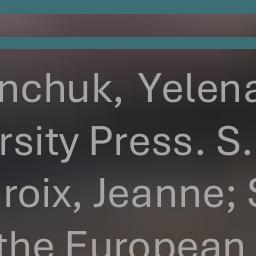 nchuk, Yelena
rsity Press. S.
roix, Jeanne; S
the European